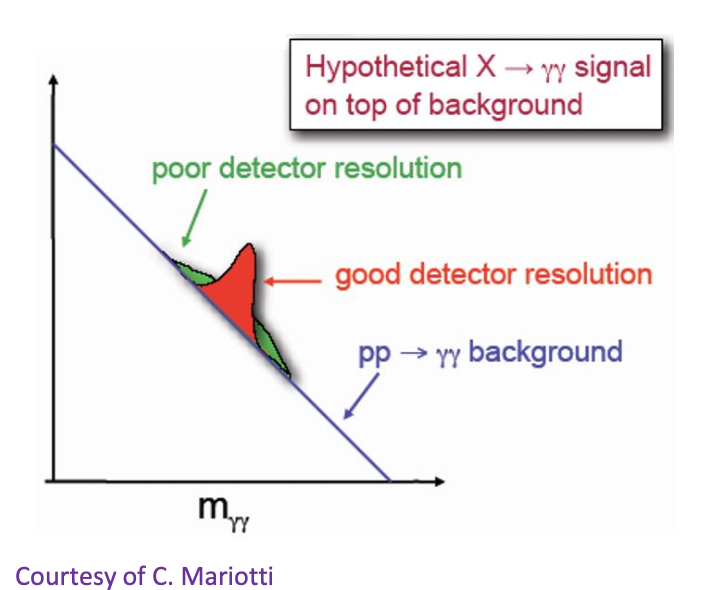 Hypothetical X → γγ signal
on top of background
poor detector resolution
good detector resolution
pp → γγ background
mγγ
Courtesy of C. Mariotti